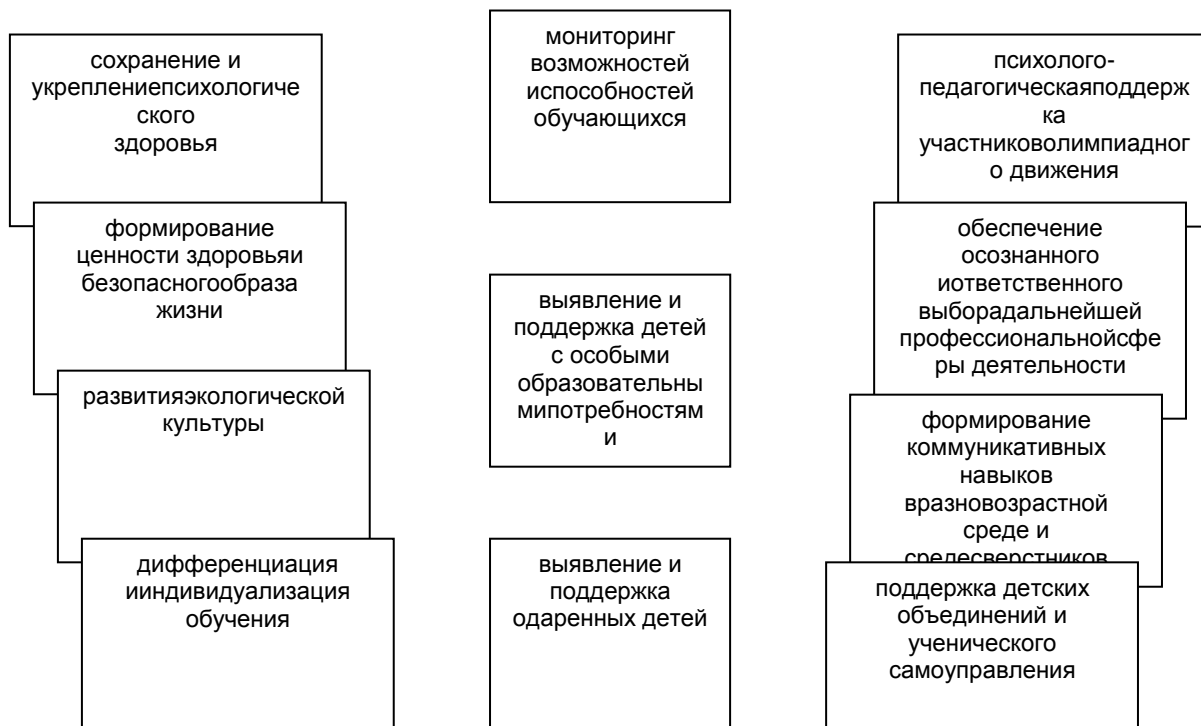 сохранение и
укреплениепсихологиче
ского
здоровья
формирование
ценности здоровьяи
безопасногообраза
жизни
развитияэкологической
культуры
дифференциация
ииндивидуализация
обучения
мониторинг
возможностей
испособностей
обучающихся
выявление и
поддержка детей
с особыми
образовательны
мипотребностям
и
выявление и
поддержка
одаренных детей
психолого-
педагогическаяподдерж
ка
участниковолимпиадног
о движения
обеспечение
осознанного
иответственного
выборадальнейшей
профессиональнойсфе
ры деятельности
формирование
коммуникативных
навыков
вразновозрастной
среде и
средесверстников
поддержка детских
объединений и
ученического
самоуправления